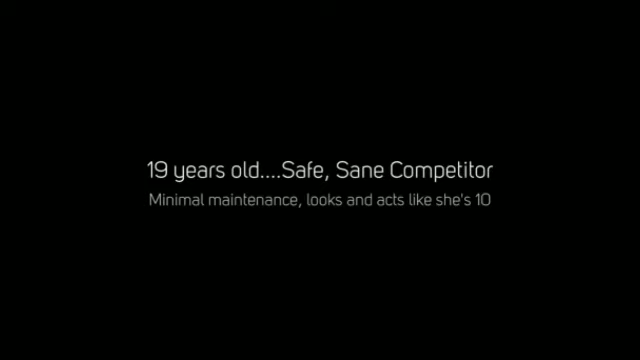 19 years old....Safe, Sane Competitor
Minimal maintenance, looks and acts like she's 10